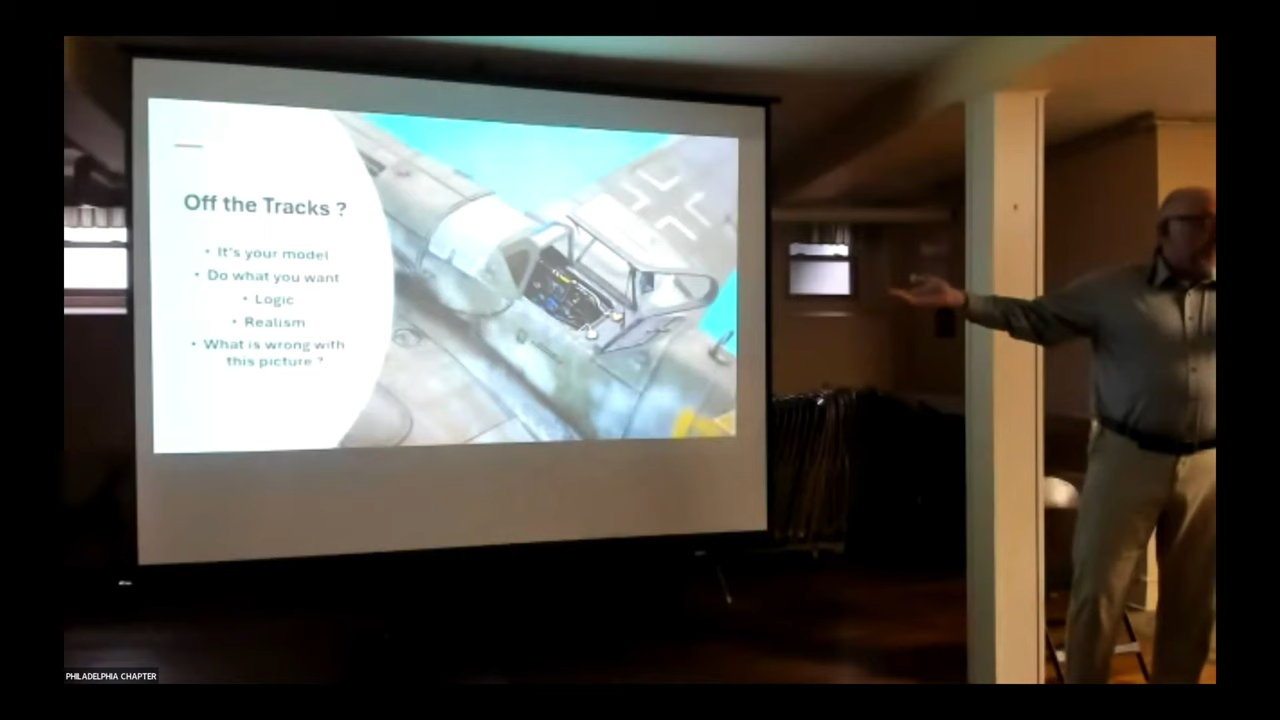 Off the Tracks ?
• It's your model
• Do what you want
• Logic
• Realism
• What is wrong with
this picture ?
PHILADELPHIA CHAPTER